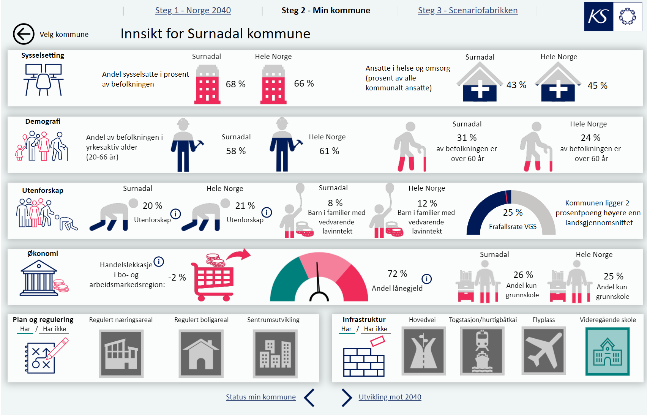 Steg 1 - Norge 2040
Steg 2 - Min kommune
Steg 3 - Scenariofabrikken
KS
Velg kommune
Innsikt for Surnadal kommune
Sysselsetting
Andel sysselsatte i prosent
av befolkningen
Surnadal
68 %
Hele Norge
66 %
Ansatte i helse og omsorg
(prosent av alle
kommunalt ansatte)
Surnadal
43 %
Hele Norge
45 %
Demografi
Andel av befolkningen i
yrkesaktiv alder
(20-66 år)
Surnadal
58 %
Hele Norge
61 %
Surnadal
31 %
av befolkningen er
over 60 år
Hele Norge
24 %
av befolkningen er
over 60 år
Utenforskap
Surnadal
20 %
Utenforskap
Hele Norge
21 %
Utenforskap
Surnadal
8 %
Barn i familier med
vedvarende
lavinntekt
Hele Norge
12 %
Barn i familier med
vedvarende
lavinntekt
25 %
Frafallsrate VGS
Kommunen ligger 2
prosentpoeng høyere enn
landsgjennomsnittet
Økonomi
Handelslekkasje
i bo- og
arbeidsmarkedsregion:
-2 %
72 %
Andel lånegjeld
Surnadal
26 %
Andel kun
grunnskole
Hele Norge
25 %
Andel kun
grunnskole
Plan og regulering
Har / Har ikke
Regulert næringsareal
Regulert boligareal
Sentrumsutvikling
Infrastruktur
Har / Har ikke
Hovedvei
Togstasjon/hurtigbåtkai
Flyplass
Videregående skole
Status min kommune
Utvikling mot 2040